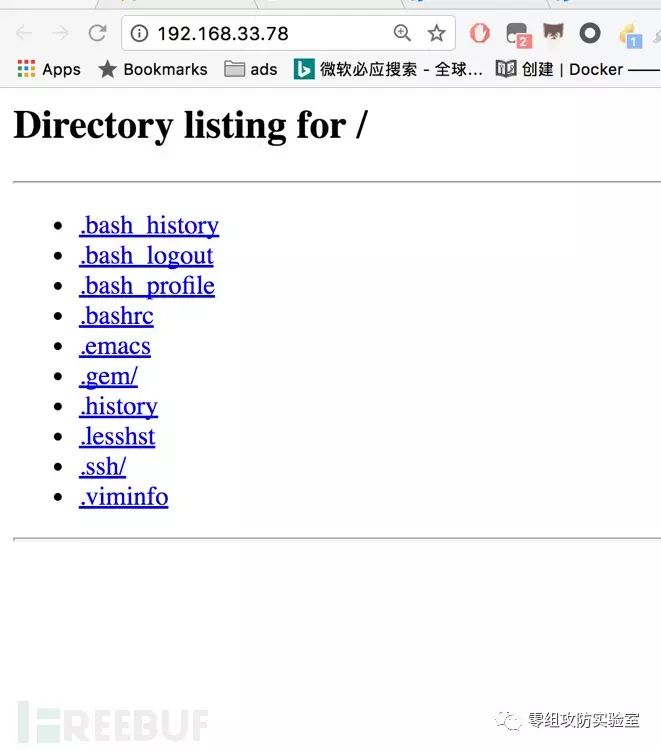 192.168.33.78
2
1
Apps Bookmarks ads 微软必应搜索 - 全球... 创建 | Docker ——
Directory listing for /
.bash_history
.bash_logout
.bash_profile
.bashrc
.emacs
.gem/
.history
.lesshst
.ssh/
.viminfo
FREEBUF
零组攻防实验室